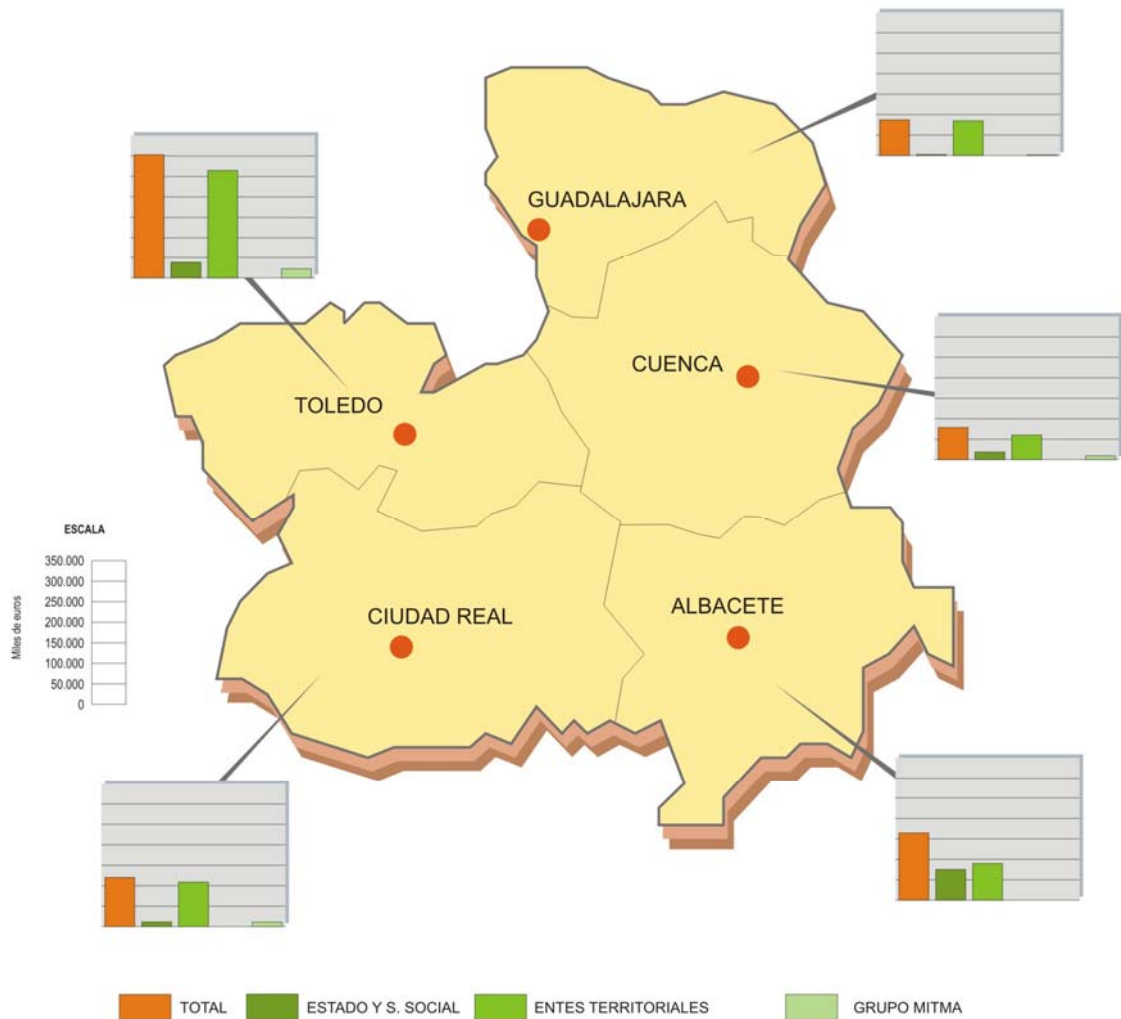 GUADALAJARA
CUENCA
TOLEDO
ESCALA
350.000
300.000
250.000
200.000
150.000
100.000
50.000
0
Miles de euros
CIUDAD REAL
ALBACETE
TOTAL
ESTADO Y S. SOCIAL
ENTES TERRITORIALES
GRUPO MITMA